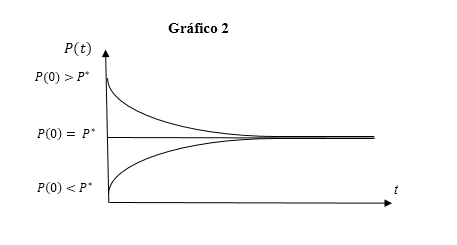 Gráfico 2
P(t)
P(0) > P*
P(0) = P*
P(0) < P*
t